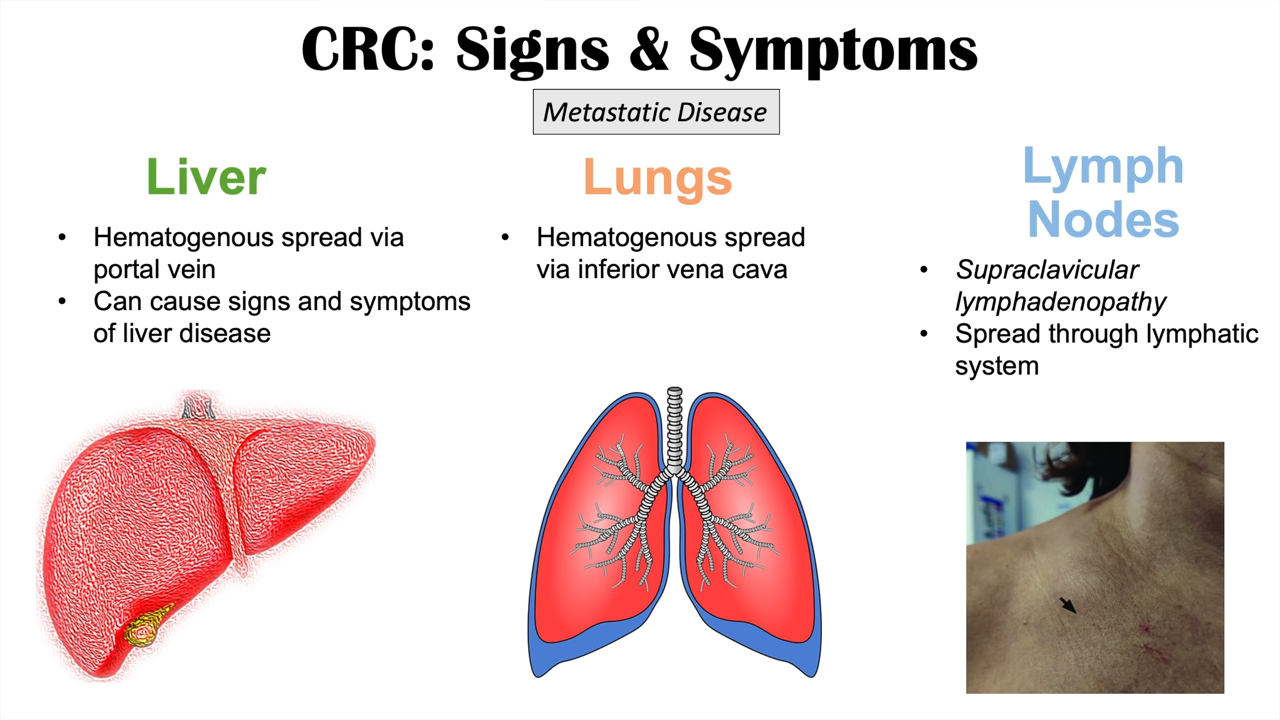 CRC: Signs & Symptoms
Metastatic Disease
Liver
• Hematogenous spread via
portal vein
• Can cause signs and symptoms
of liver disease
Lungs
• Hematogenous spread
via inferior vena cava
Lymph
Nodes
• Supraclavicular
lymphadenopathy
• Spread through lymphatic
system